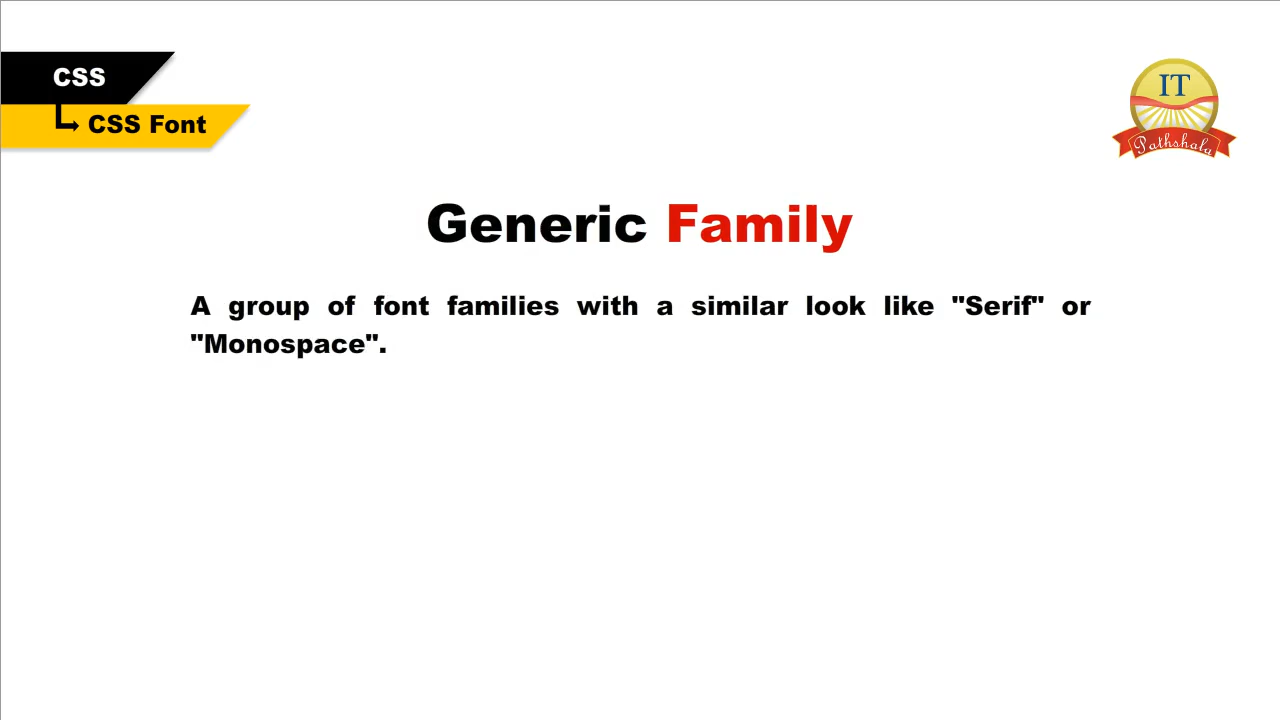 CSS
CSS Font
IT
Pathshala
Generic Family
A group of font families with a similar look like "Serif" or
"Monospace".